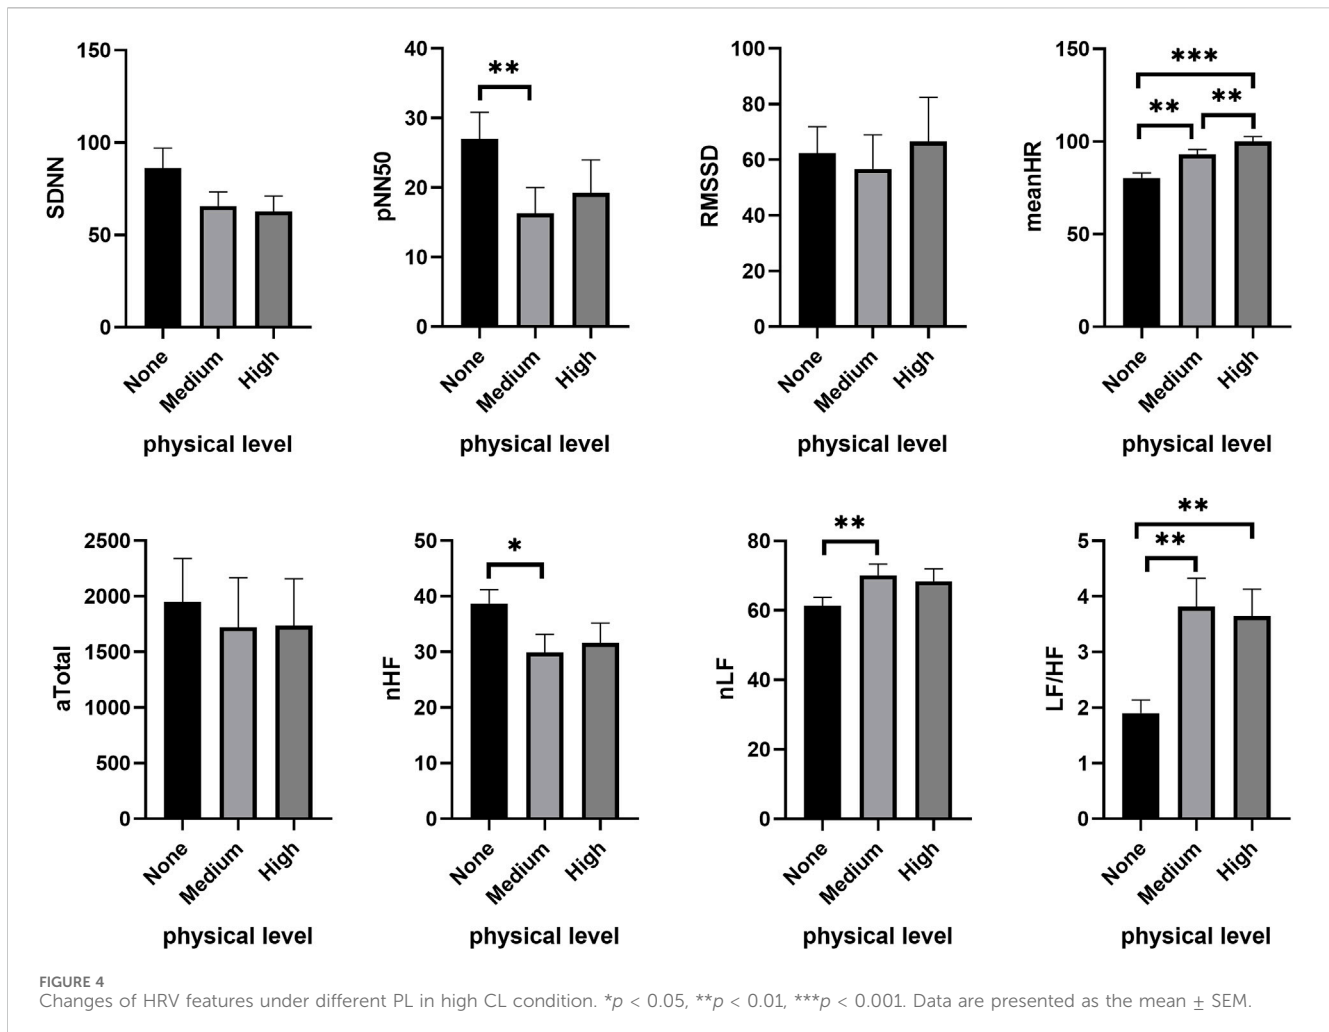 SDNN
150
100
50
0
None
Medium
High
physical level
pNN50
40
30
20
10
0
**
None
Medium
High
physical level
RMSSD
100
80
60
40
20
0
None
Medium
High
physical level
meanHR
150
100
50
0
***
**
**
None
Medium
High
physical level
aTotal
2500
2000
1500
1000
500
0
None
Medium
High
physical level
nHF
50
40
30
20
10
0
*
None
Medium
High
physical level
nLF
80
60
40
20
0
**
None
Medium
High
physical level
LF/HF
5
4
3
2
1
0
**
**
None
Medium
High
physical level
FIGURE 4
Changes of HRV features under different PL in high CL condition. *p < 0.05, **p < 0.01, ***p < 0.001. Data are presented as the mean ± SEM.